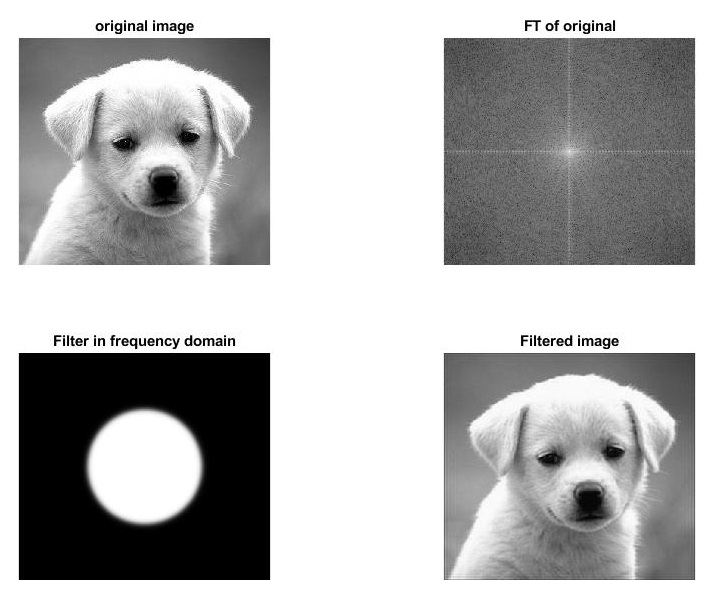 original image
FT of original
Filter in frequency domain
Filtered image